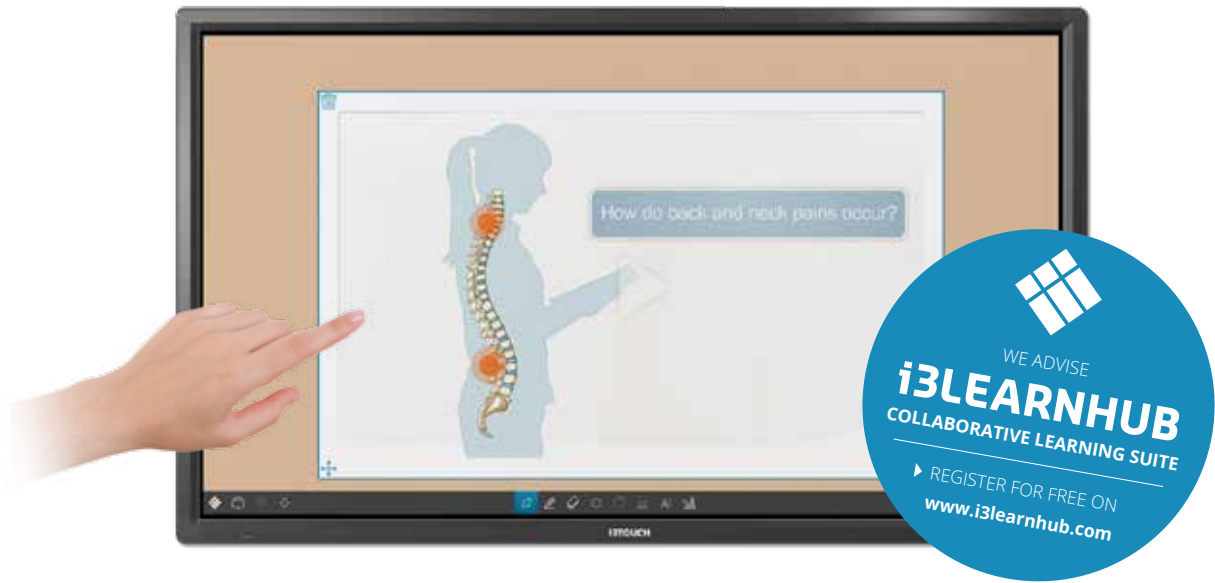 How do back and neck pains occur?
i3TOUCH
WE ADVISE
i3LEARNHUB
COLLABORATIVE LEARNING SUITE
REGISTER FOR FREE ON
www.i3learnhub.com